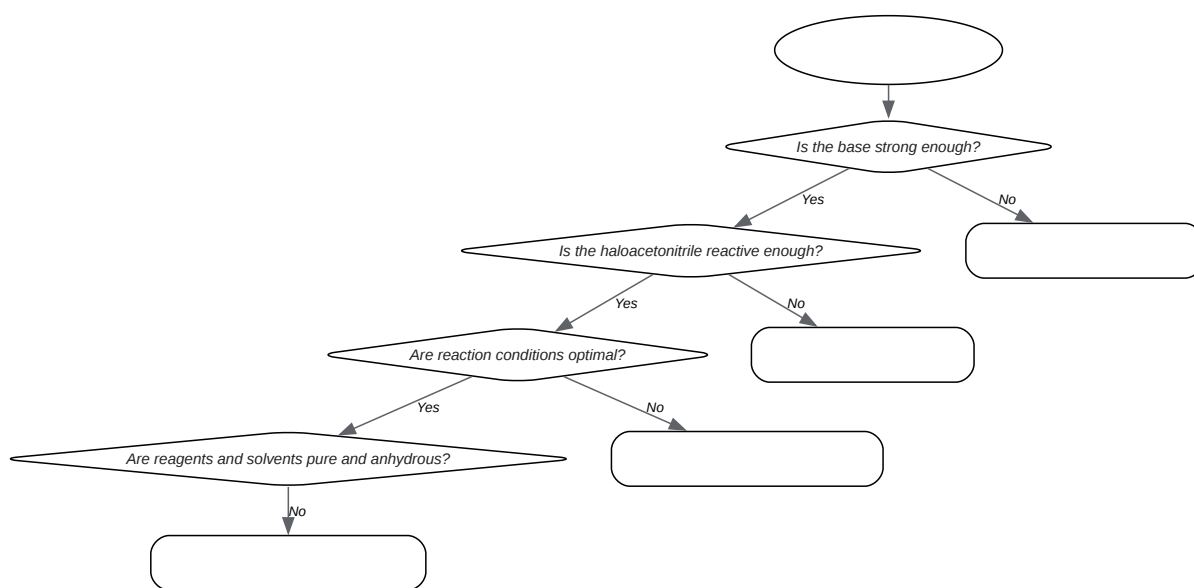 Is the base strong enough?
Yes
No
Is the haloacetonitrile reactive enough?
Yes
No
Are reaction conditions optimal?
Yes
No
Are reagents and solvents pure and anhydrous?
No